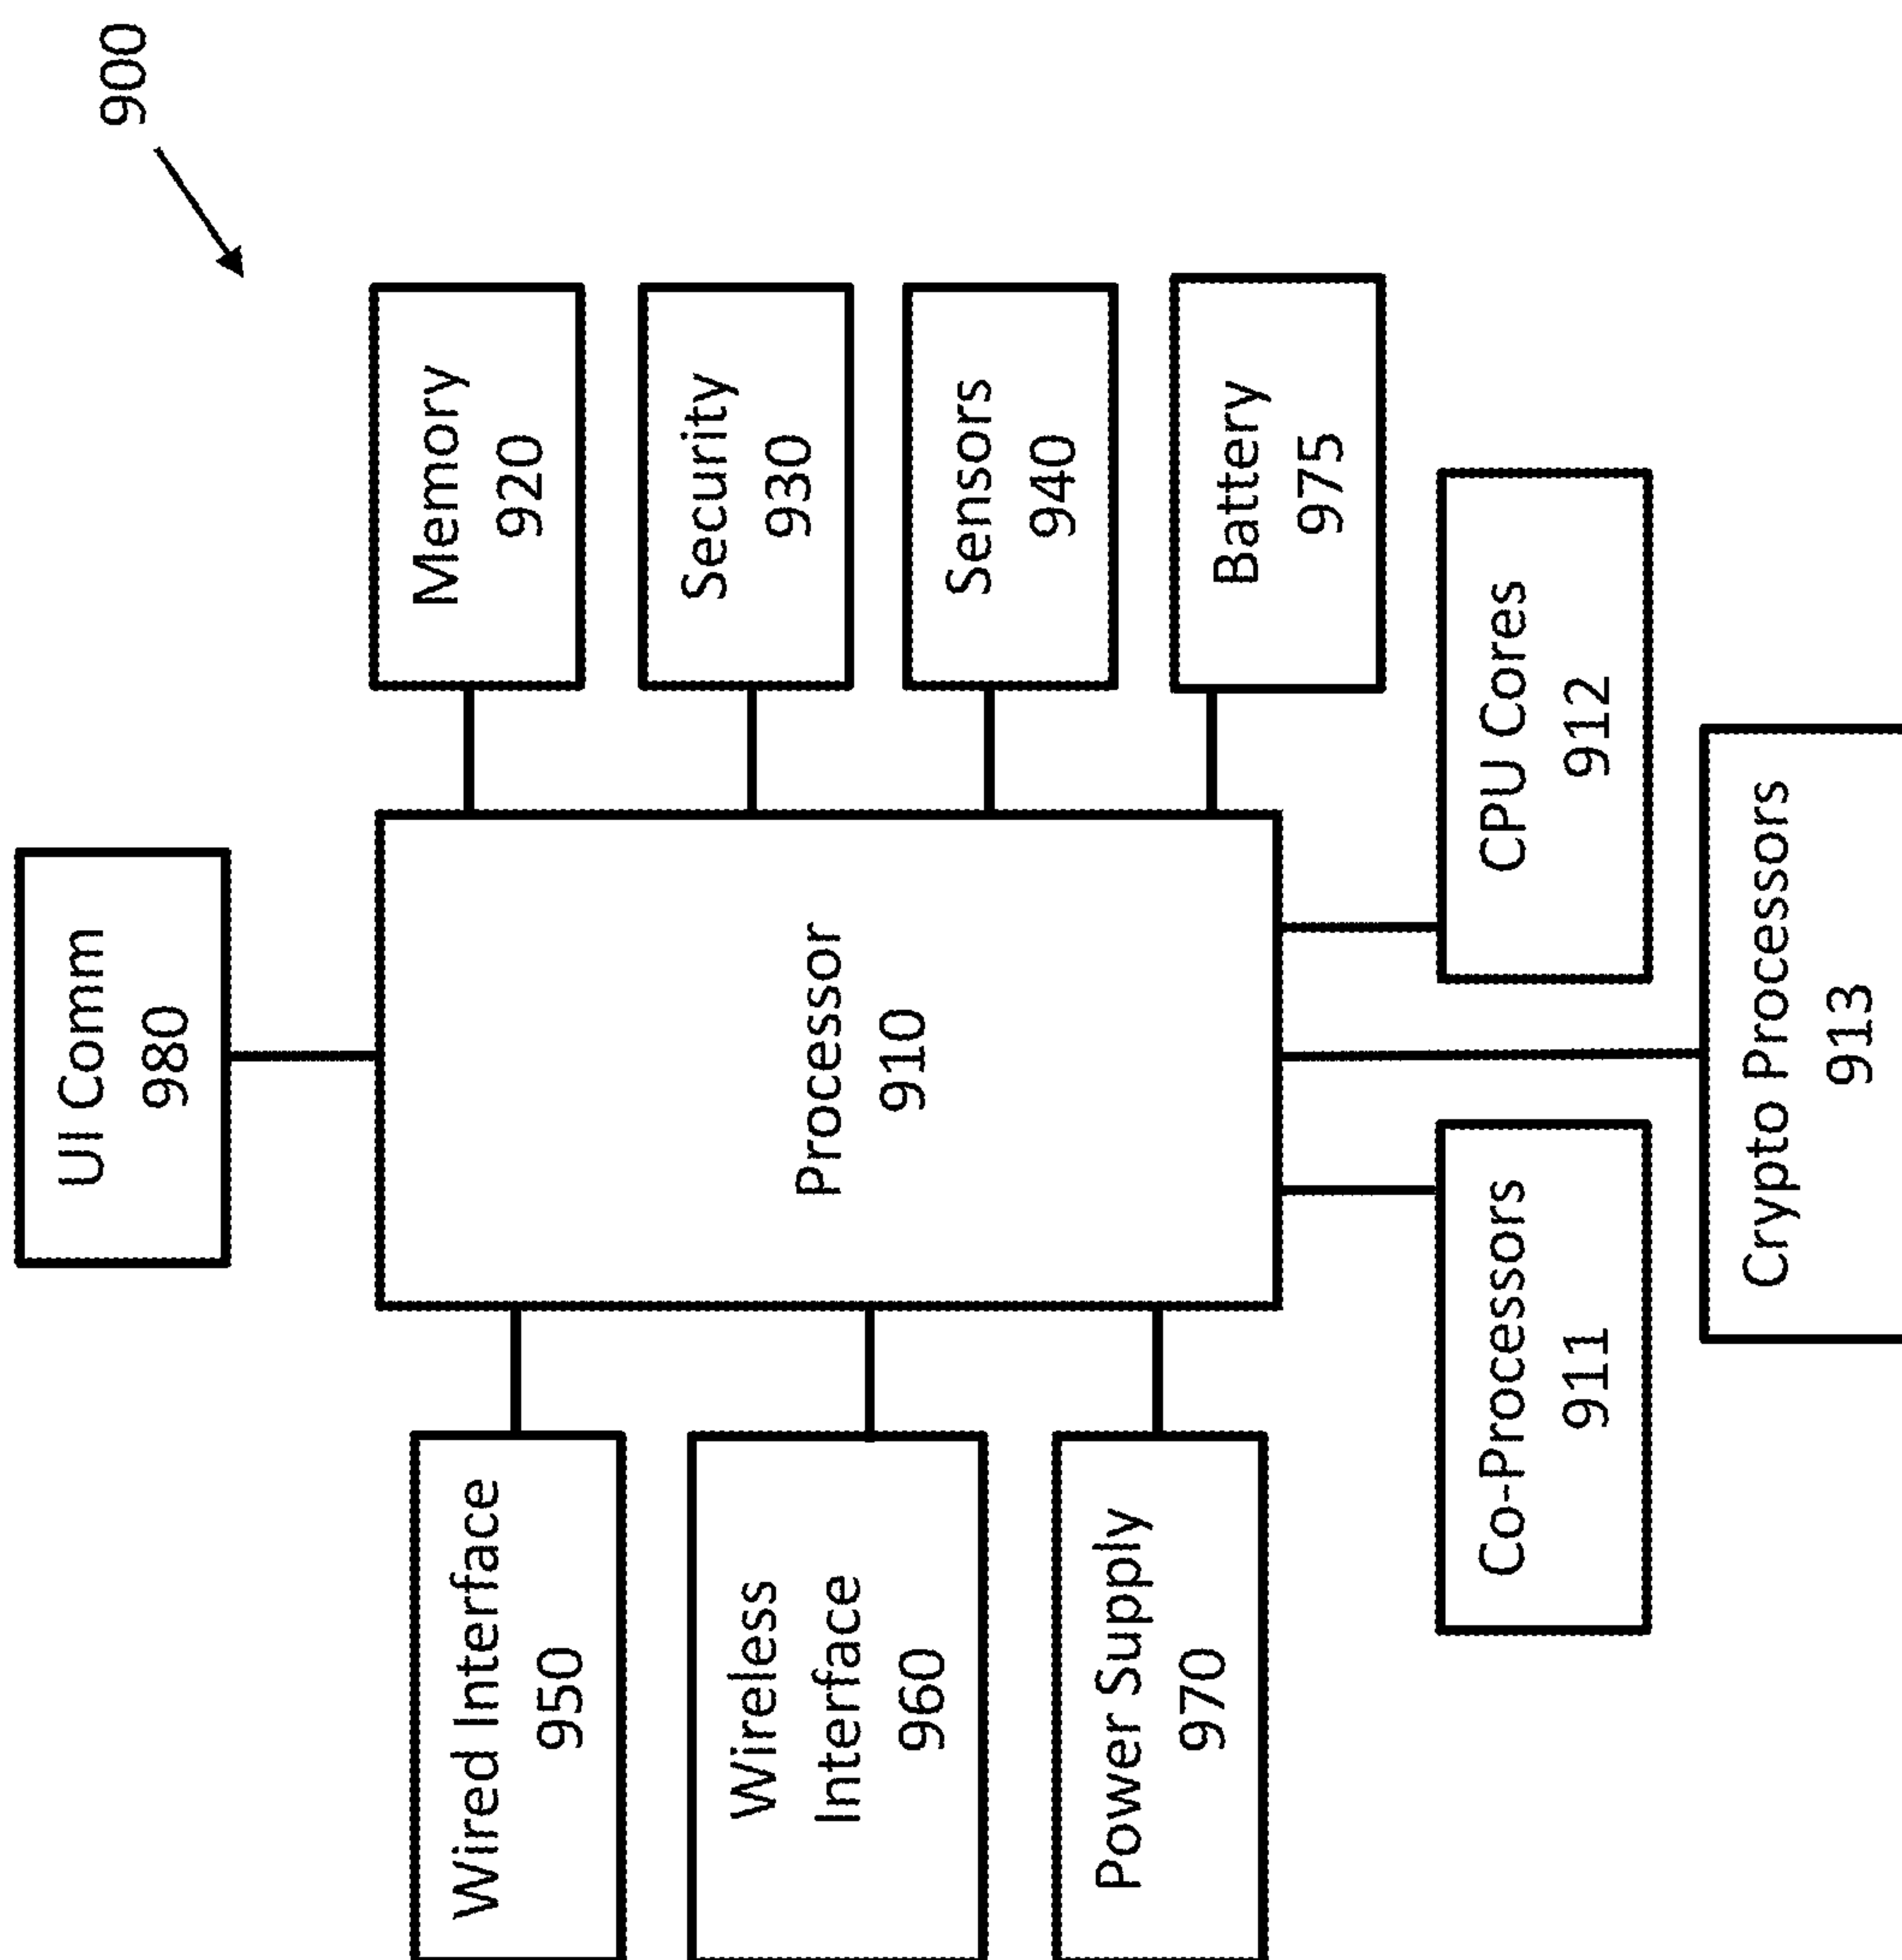 900
UI Comm
980
Wired Interface
950
Wireless
Interface
960
Power Supply
970
Processor
910
Memory
920
Security
930
Sensors
940
Battery
975
Co-Processors
911
CPU Cores
912
Crypto Processors
913